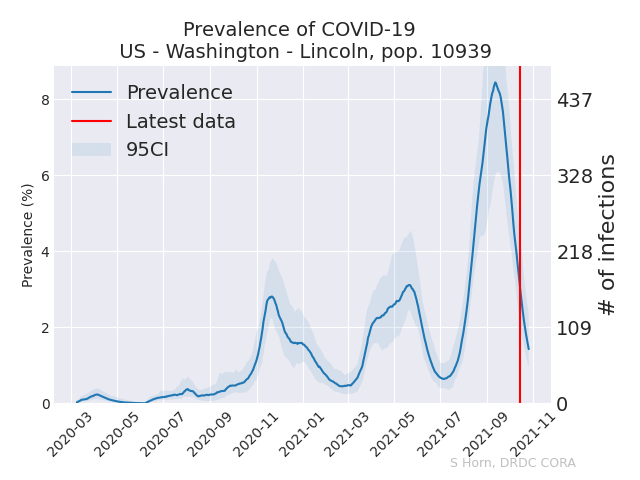 Prevalence of COVID-19
US - Washington - Lincoln, pop. 10939
Prevalence
Latest data
95CI
Prevalence (%)
8
6
4
2
0
437
328
218
109
0
# of infections
2020-03
2020-05
2020-07
2020-09
2020-11
2021-01
2021-03
2021-05
2021-07
2021-09
2021-11
S Horn, DRDC CORA